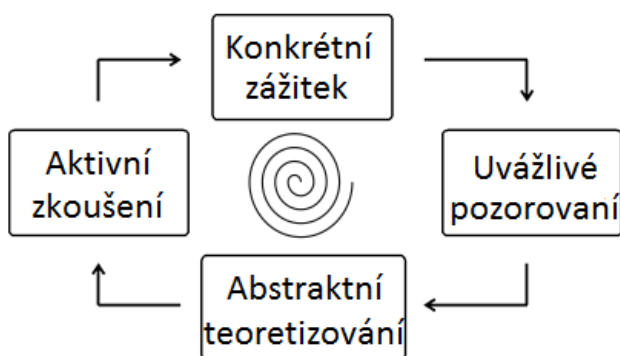 Konkrétní
zážitek
Uvážlivé
pozorovaní
Abstraktní
teoretizování
Aktivní
zkoušení